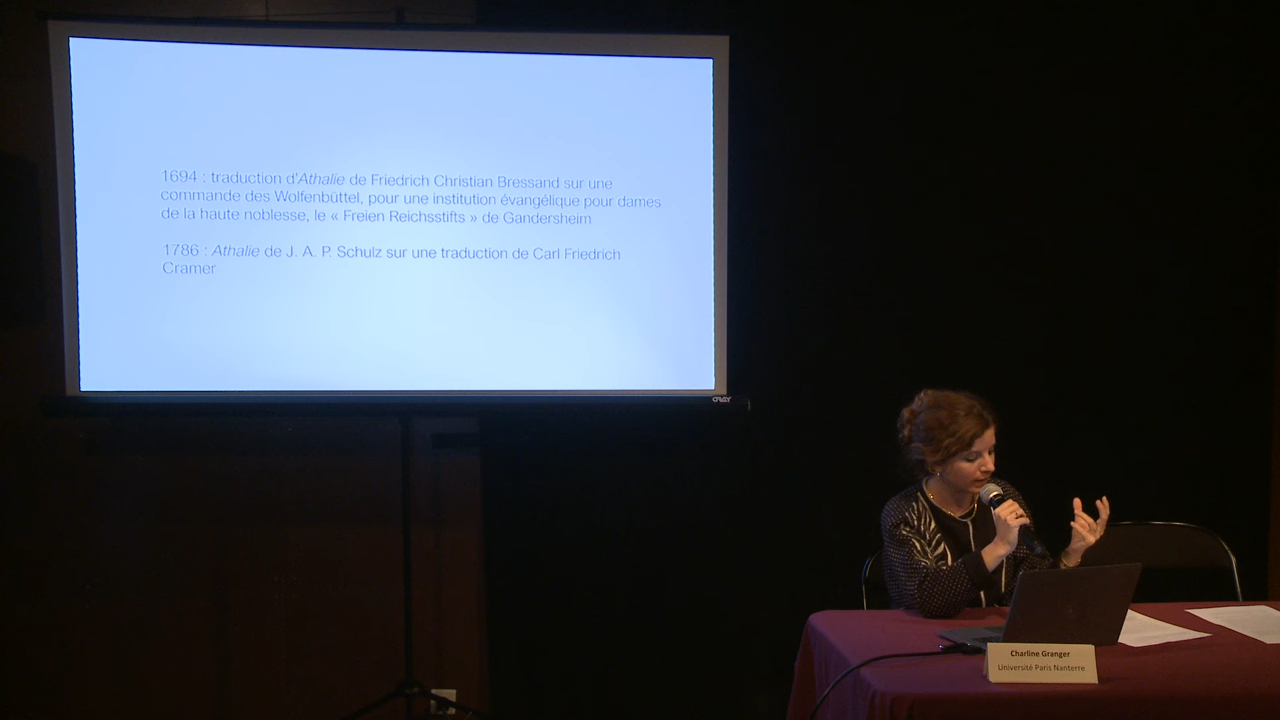 1694 : traduction d'Athalie de Friedrich Christian Bressand sur une
commande des Wolfenbüttel, pour une institution évangélique pour dames
de la haute noblesse, le « Freien Reichsstifts » de Gandersheim
1786 : Athalie de J. A. P. Schulz sur une traduction de Carl Friedrich
Cramer
ORAY
Charline Granger
Université Paris Nanterre